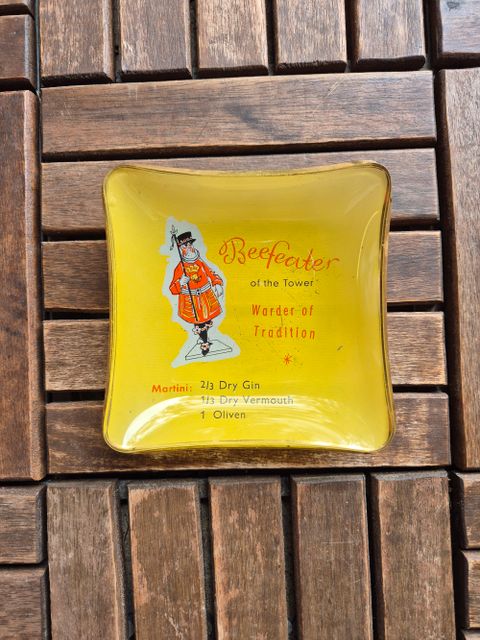 Beefeater
of the Tower
Warder of
Tradition
Martini: 2/3 Dry Gin
1/3 Dry Vermouth
1 Oliven